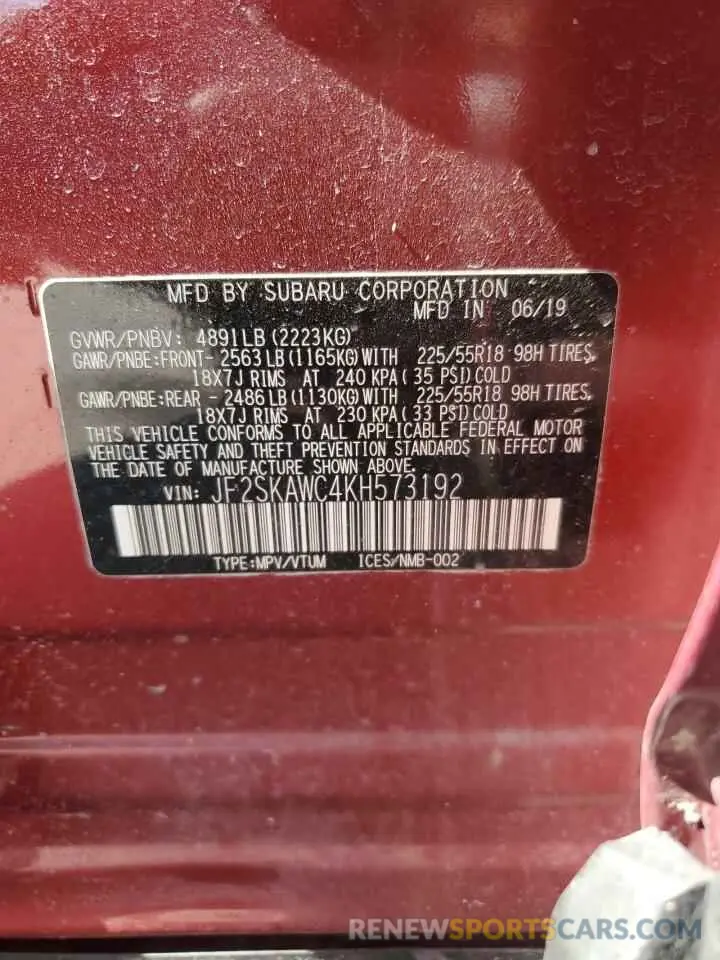 MFD BY SUBARU CORPORATION
MFD IN 06/19
GVWR/PNBV: 4891LB(2223KG)
GAWR/PNBE:FRONT- 2563LB(1165KG)WITH 225/55R18 98H TIRES,
18X7J RIMS AT 240 KPA( 35 PSI)COLD
GAWR/PNBE:REAR - 2486LB(1130KG)WITH 225/55R18 98H TIRES,
18X7J RIMS AT 230 KPA( 33 PSI)COLD
THIS VEHICLE CONFORMS TO ALL APPLICABLE FEDERAL MOTOR
VEHICLE SAFETY AND THEFT PREVENTION STANDARDS IN EFFECT ON
THE DATE OF MANUFACTURE SHOWN ABOVE.
VIN: JF2SKAWC4KH573192
TYPE:MPV/VTUM ICES/NMB-002
RENEWSPORTSCARS.COM